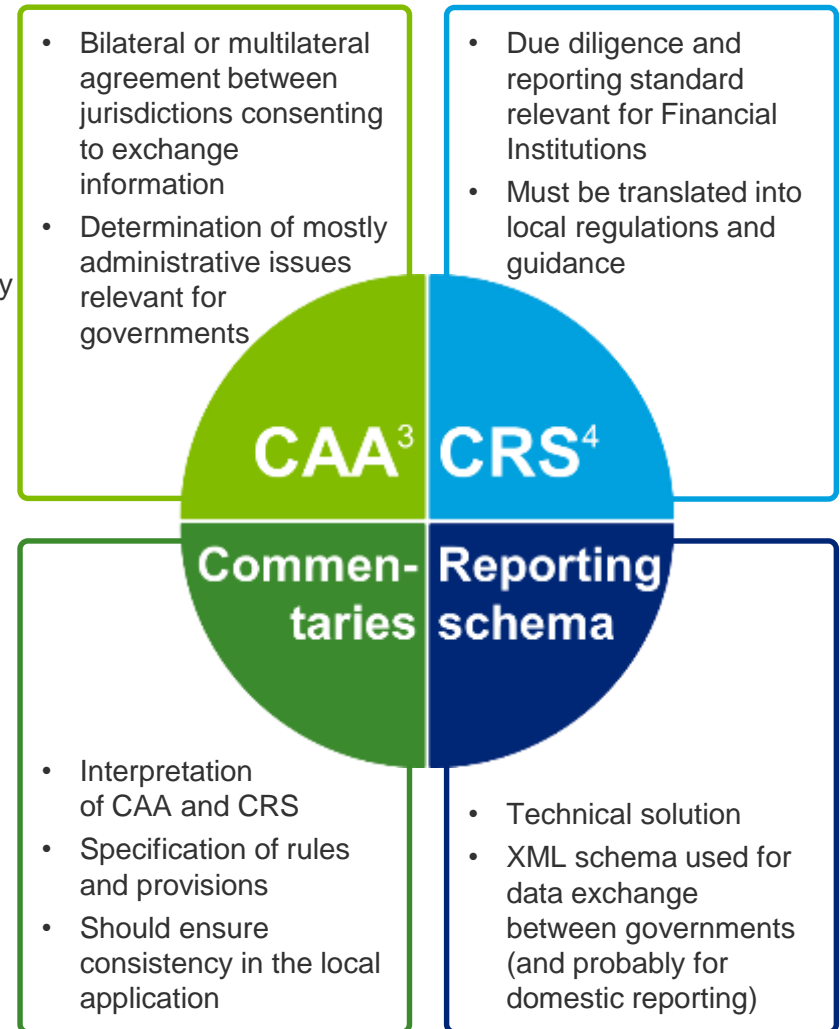 • Bilateral or multilateral
agreement between
jurisdictions consenting
to exchange
information
• Determination of mostly
administrative issues
relevant for
governments
y
• Due diligence and
reporting standard
relevant for Financial
Institutions
• Must be translated into
local regulations and
guidance
CAA³
CRS⁴
Commen-
taries
Reporting
schema
• Interpretation
of CAA and CRS
• Specification of rules
and provisions
• Should ensure
consistency in the local
application
• Technical solution
• XML schema used for
data exchange
between governments
(and probably for
domestic reporting)